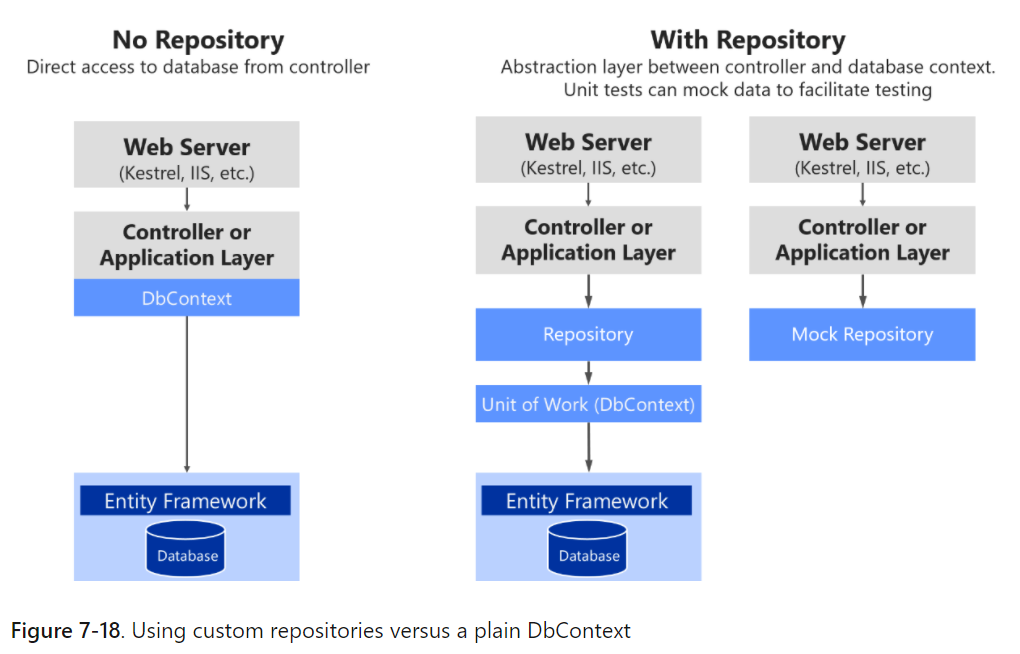 No Repository
Direct access to database from controller
Web Server
(Kestrel, IIS, etc.)
Controller or
Application Layer
DbContext
Entity Framework
Database
With Repository
Abstraction layer between controller and database context.
Unit tests can mock data to facilitate testing
Web Server
(Kestrel, IIS, etc.)
Controller or
Application Layer
Repository
Unit of Work (DbContext)
Entity Framework
Database
Web Server
(Kestrel, IIS, etc.)
Controller or
Application Layer
Mock Repository
Figure 7-18. Using custom repositories versus a plain DbContext